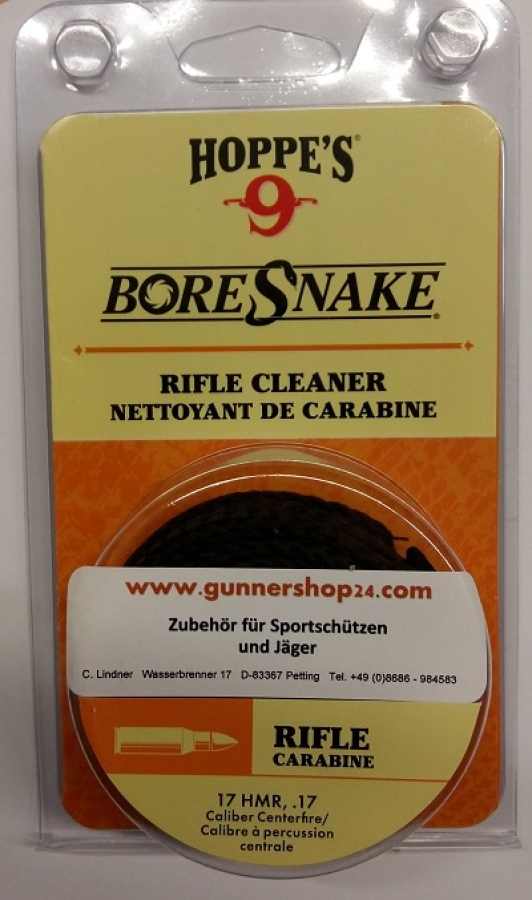 HOPPE'S®
9
BORESNAKE®
RIFLE CLEANER
NETTOYANT DE CARABINE
www.gunnershop24.com
Zubehör für Sportschützen
und Jäger
C. Lindner Wasserbrenner 17 D-83367 Petting Tel. +49 (0)8686 - 984583
RIFLE
CARABINE
17 HMR, .17
Caliber Centerfire/
Calibre à percussion
centrale